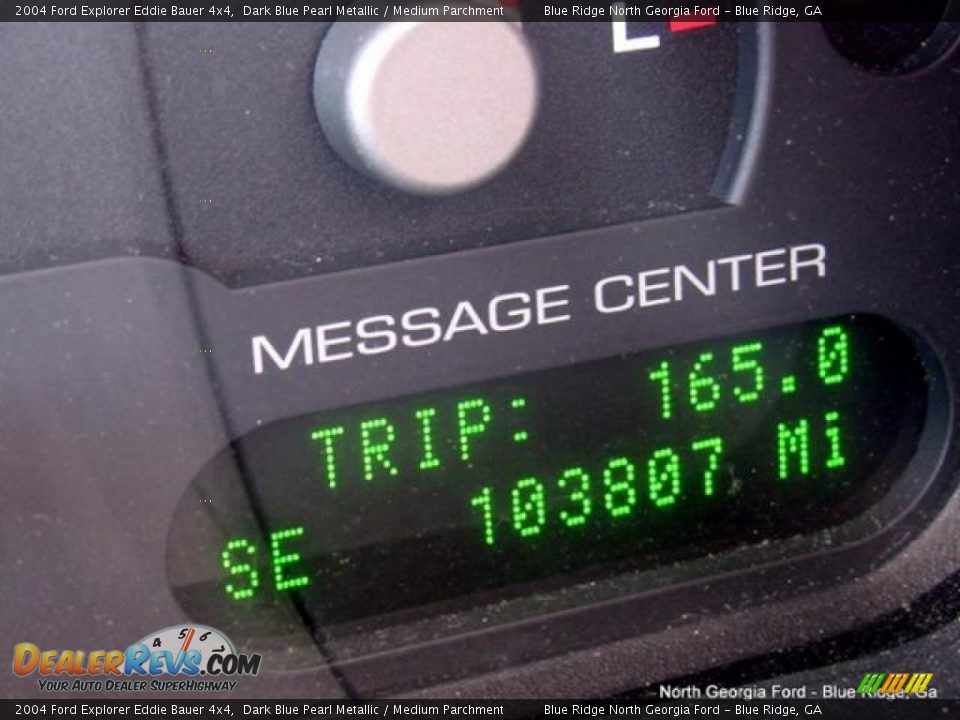 2004 Ford Explorer Eddie Bauer 4x4, Dark Blue Pearl Metallic / Medium Parchment Blue Ridge North Georgia Ford - Blue Ridge, GA
L
MESSAGE CENTER
TRIP: 165.0
SE 103807 Mi
4 5 6
DEALERREVS.COM
YOUR AUTO DEALER SUPERHIGHWAY
North Georgia Ford - Blue Ridge, Ga
2004 Ford Explorer Eddie Bauer 4x4, Dark Blue Pearl Metallic / Medium Parchment Blue Ridge North Georgia Ford - Blue Ridge, GA